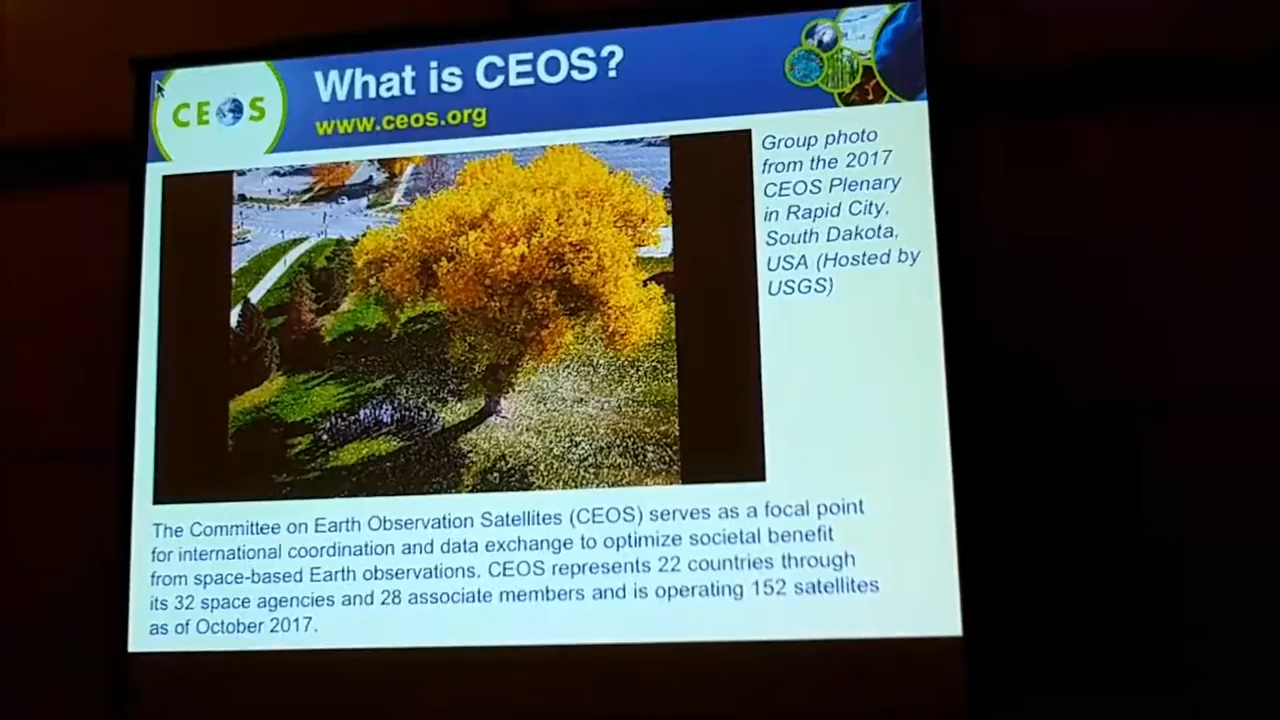 CEOS
What is CEOS?
www.ceos.org
Group photo
from the 2017
CEOS Plenary
in Rapid City,
South Dakota,
USA (Hosted by
USGS)
The Committee on Earth Observation Satellites (CEOS) serves as a focal point
for international coordination and data exchange to optimize societal benefit
from space-based Earth observations. CEOS represents 22 countries through
its 32 space agencies and 28 associate members and is operating 152 satellites
as of October 2017.